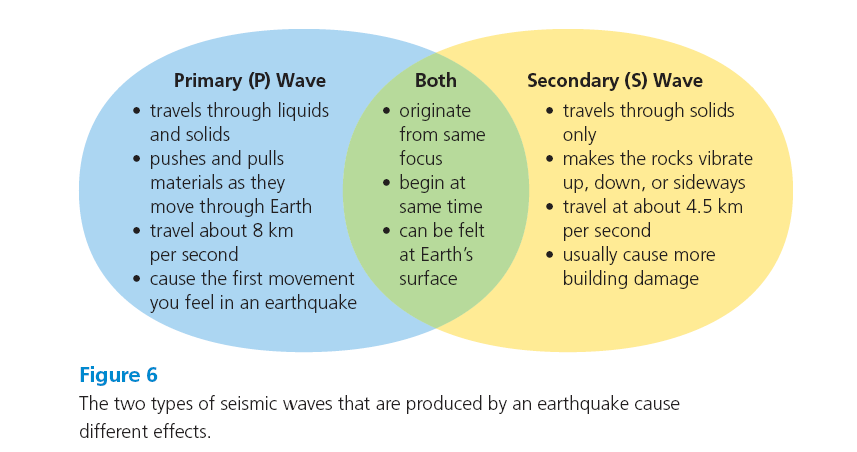 Primary (P) Wave
• travels through liquids
and solids
• pushes and pulls
materials as they
move through Earth
• travel about 8 km
per second
• cause the first movement
you feel in an earthquake
Both
• originate
from same
focus
• begin at
same time
• can be felt
at Earth's
surface
Secondary (S) Wave
• travels through solids
only
• makes the rocks vibrate
up, down, or sideways
• travel at about 4.5 km
per second
• usually cause more
building damage
Figure 6
The two types of seismic waves that are produced by an earthquake cause
different effects.